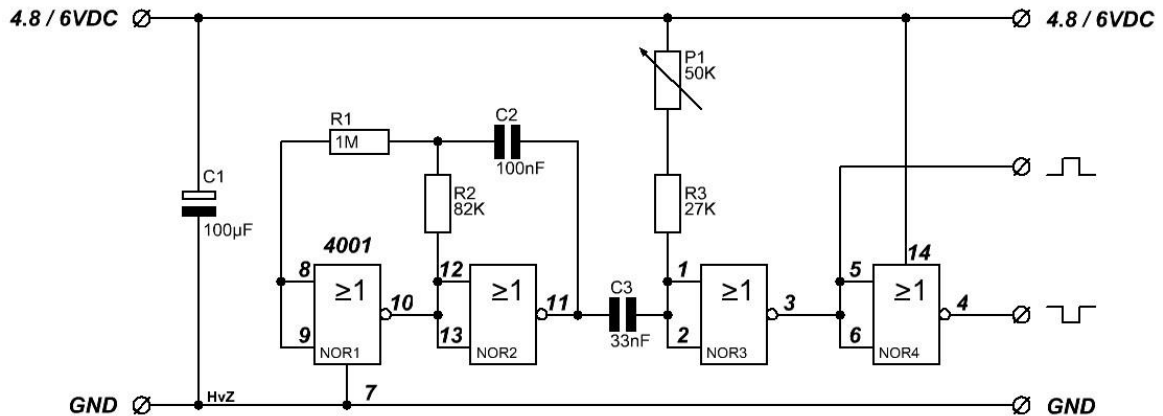 4.8 / 6VDC
4.8 / 6VDC
P1
50K
R1
1M
C2
100nF
C1
100µF
R2
82K
R3
27K
4001
8
9
≥1
10
NOR1
12
13
≥1
11
NOR2
C3
33nF
1
2
≥1
3
NOR3
14
5
6
≥1
4
NOR4
HvZ
7
GND
GND